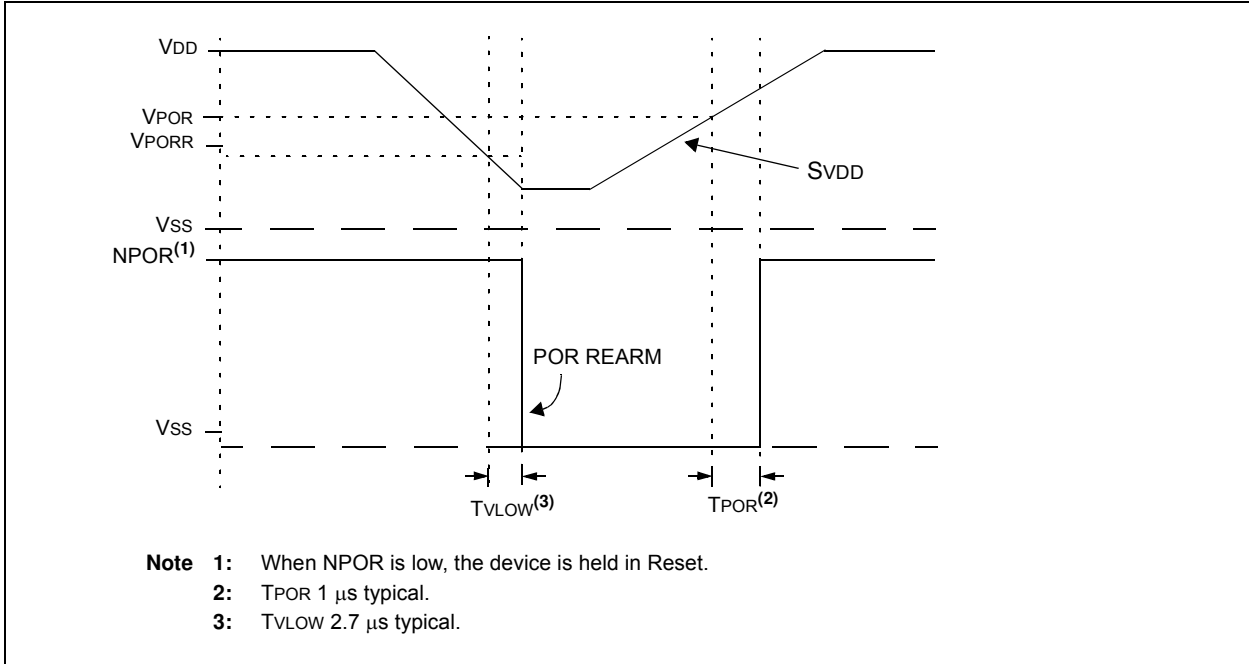 VDD
VPOR
VPORR
SVDD
VSS
NPOR(1)
POR REARM
VSS
TVLOW(3)
TPOR(2)
Note 1: When NPOR is low, the device is held in Reset.
2: TPOR 1 μs typical.
3: TVLOW 2.7 μs typical.